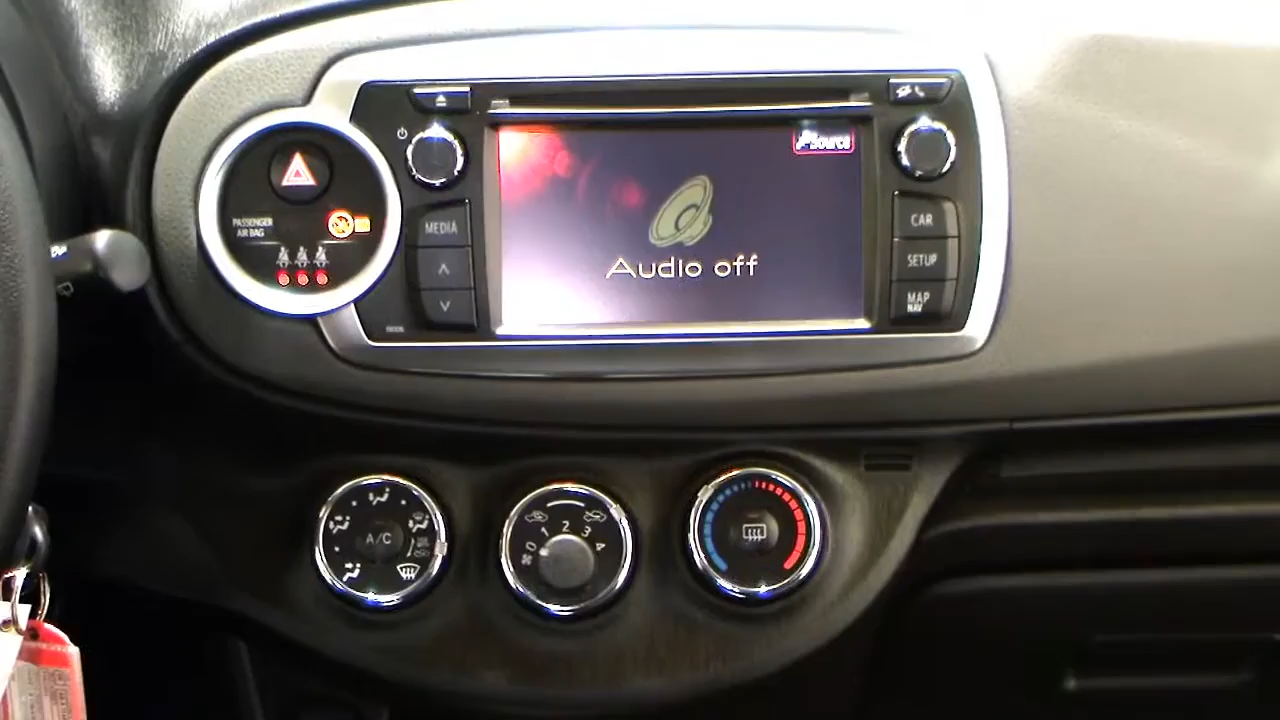 Source
PASSENGER
AIR BAG
MEDIA
Audio off
CAR
SETUP
MAP
NAV
A/C
0 1 2 3 4